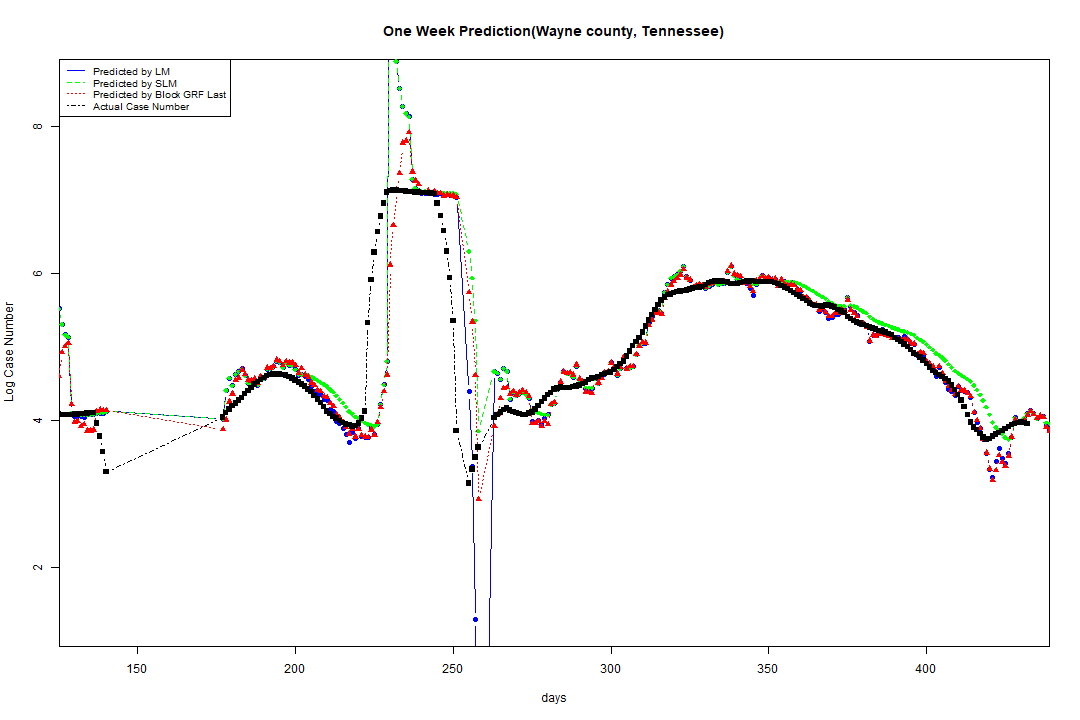 One Week Prediction(Wayne county, Tennessee)
Predicted by LM
Predicted by SLM
Predicted by Block GRF Last
Actual Case Number
8
6
4
2
Log Case Number
150 200 250 300 350 400
days